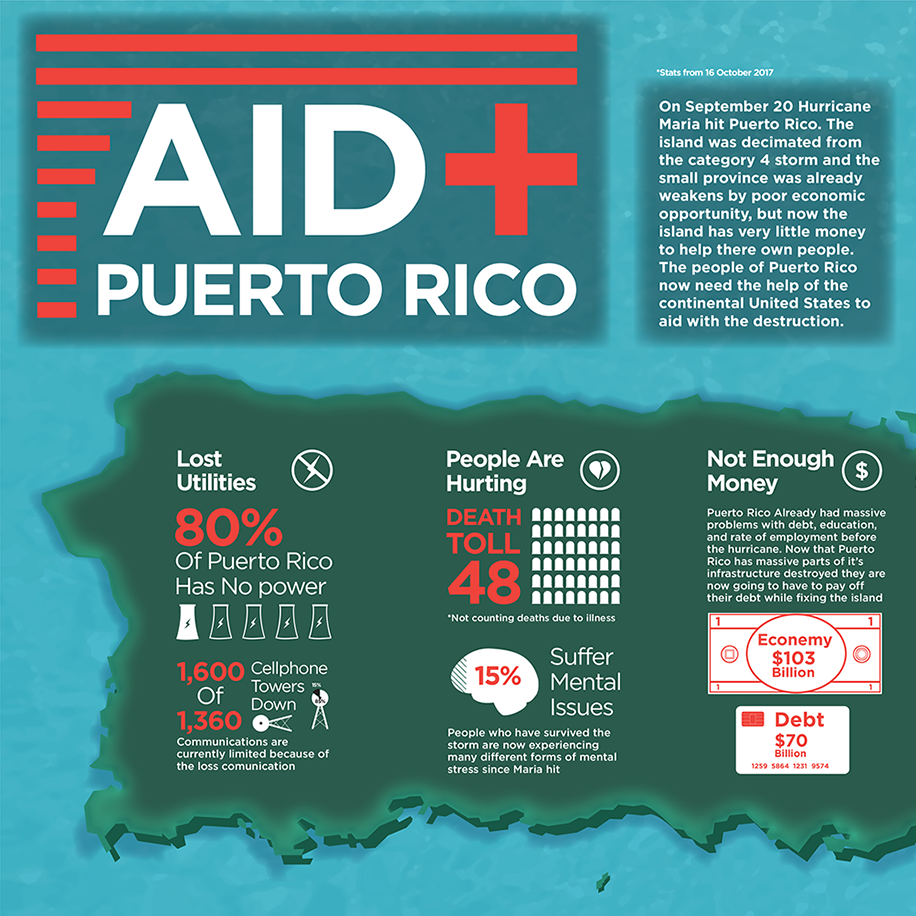 AID+
PUERTO RICO
*Stats from 16 October 2017
On September 20 Hurricane
Maria hit Puerto Rico. The
island was decimated from
the category 4 storm and the
small province was already
weakens by poor economic
opportunity, but now the
island has very little money
to help there own people.
The people of Puerto Rico
now need the help of the
continental United States to
aid with the destruction.
Lost
Utilities
80%
Of Puerto Rico
Has No power
1,600
Of
1,360
Cellphone
Towers
Down
15%
85%
Communications are
currently limited because of
the loss comunication
People Are
Hurting
DEATH
TOLL
48
*Not counting deaths due to illness
15%
Suffer
Mental
Issues
People who have survived the
storm are now experiencing
many different forms of mental
stress since Maria hit
Not Enough
Money
$
Puerto Rico Already had massive
problems with debt, education,
and rate of employment before
the hurricane. Now that Puerto
Rico has massive parts of it's
infrastructure destroyed they are
now going to have to pay off
their debt while fixing the island
1 1
Economy
$103
Billion
1 1
Debt
$70
Billion
1259 5864 1231 9574